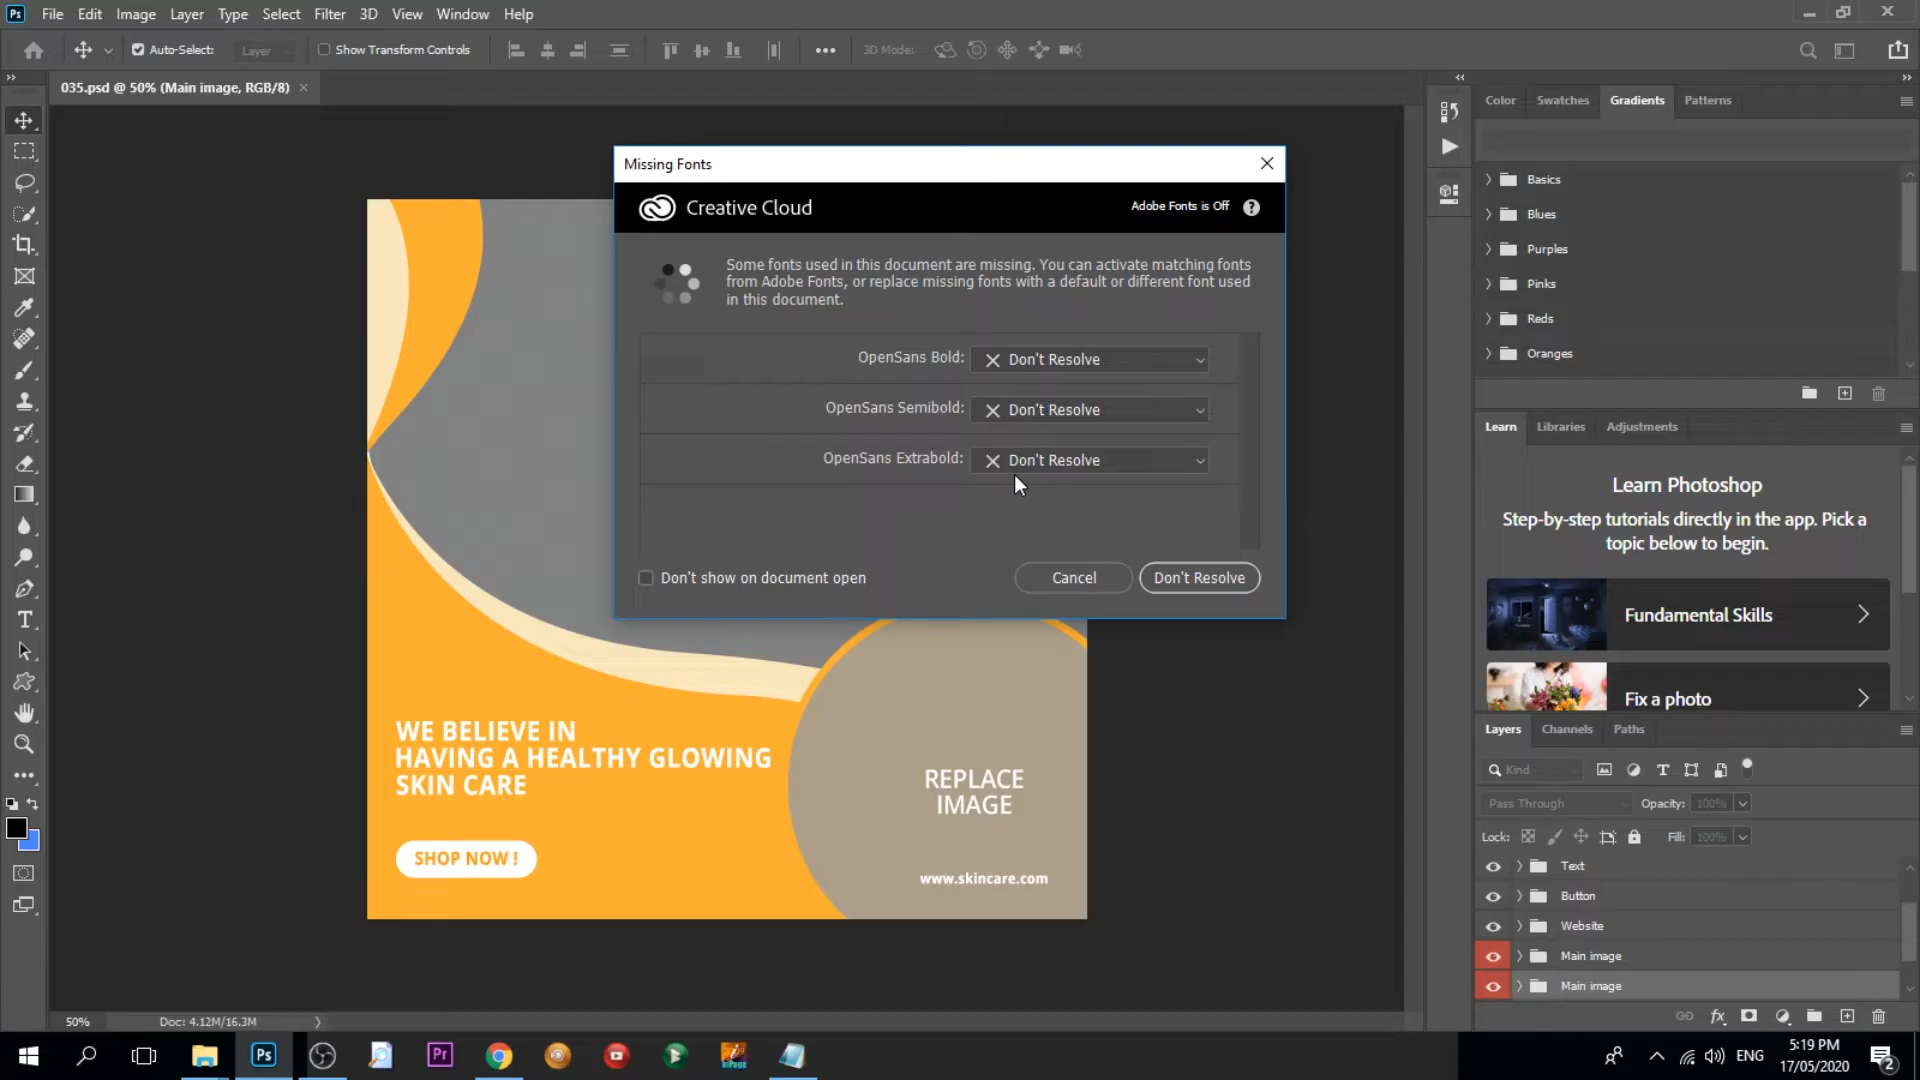 Ps File Edit Image Layer Type Select Filter 3D View Window Help
Auto-Select: Layer Show Transform Controls 3D Mode:
035.psd @ 50% (Main image, RGB/8)
Color Swatches Gradients Patterns
Basics
Blues
Purples
Pinks
Reds
Oranges
Missing Fonts
Creative Cloud
Adobe Fonts is Off
Some fonts used in this document are missing. You can activate matching fonts
from Adobe Fonts, or replace missing fonts with a default or different font used
in this document.
OpenSans Bold: Don't Resolve
OpenSans Semibold: Don't Resolve
OpenSans Extrabold: Don't Resolve
Don't show on document open
Cancel
Don't Resolve
Learn Libraries Adjustments
Learn Photoshop
Step-by-step tutorials directly in the app. Pick a
topic below to begin.
Fundamental Skills
Fix a photo
WE BELIEVE IN
HAVING A HEALTHY GLOWING
SKIN CARE
SHOP NOW !
REPLACE
IMAGE
www.skincare.com
Layers Channels Paths
Kind
Pass Through Opacity: 100%
Lock: Fill: 100%
Text
Button
Website
Main image
Main image
50% Doc: 4.12M/16.3M
Ps Pr
ENG
5:19 PM
17/05/2020
2